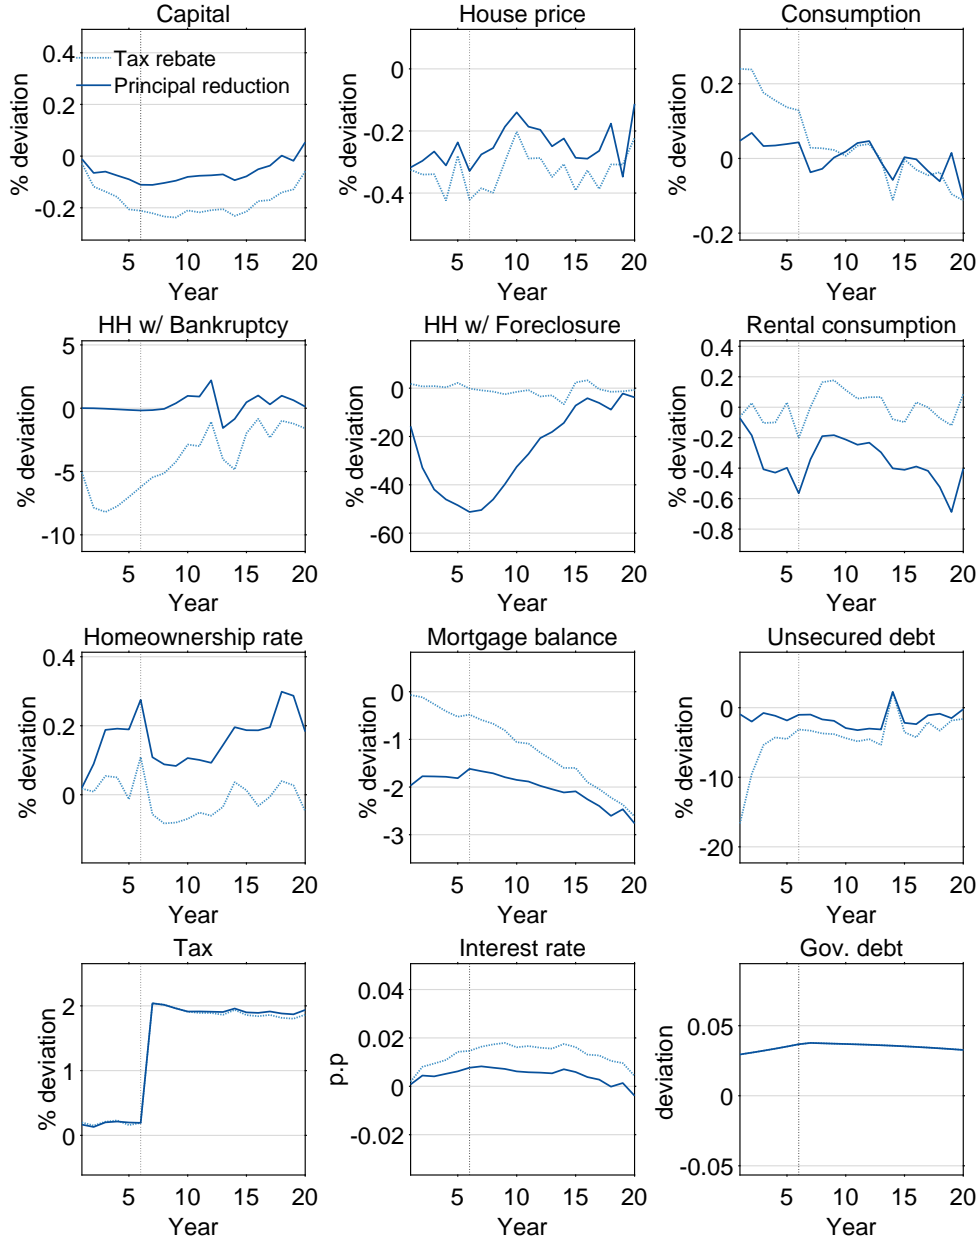 Capital
House price
Consumption
0.4
0.2
0
-0.2
% deviation
Tax rebate
Principal reduction
5
10
15
20
Year
0
-0.2
-0.4
% deviation
5
10
15
20
Year
0.2
0
-0.2
% deviation
5
10
15
20
Year
HH w/ Bankruptcy
HH w/ Foreclosure
Rental consumption
5
0
-5
-10
% deviation
5
10
15
20
Year
0
-20
-40
-60
% deviation
5
10
15
20
Year
0.4
0.2
0
-0.2
-0.4
-0.6
-0.8
% deviation
5
10
15
20
Year
Homeownership rate
Mortgage balance
Unsecured debt
0.4
0.2
0
% deviation
5
10
15
20
Year
0
-1
-2
-3
% deviation
5
10
15
20
Year
0
-10
-20
% deviation
5
10
15
20
Year
Tax
Interest rate
Gov. debt
2
1
0
% deviation
5
10
15
20
Year
0.04
0.02
0
-0.02
p.p
5
10
15
20
Year
0.05
0
-0.05
deviation
5
10
15
20
Year